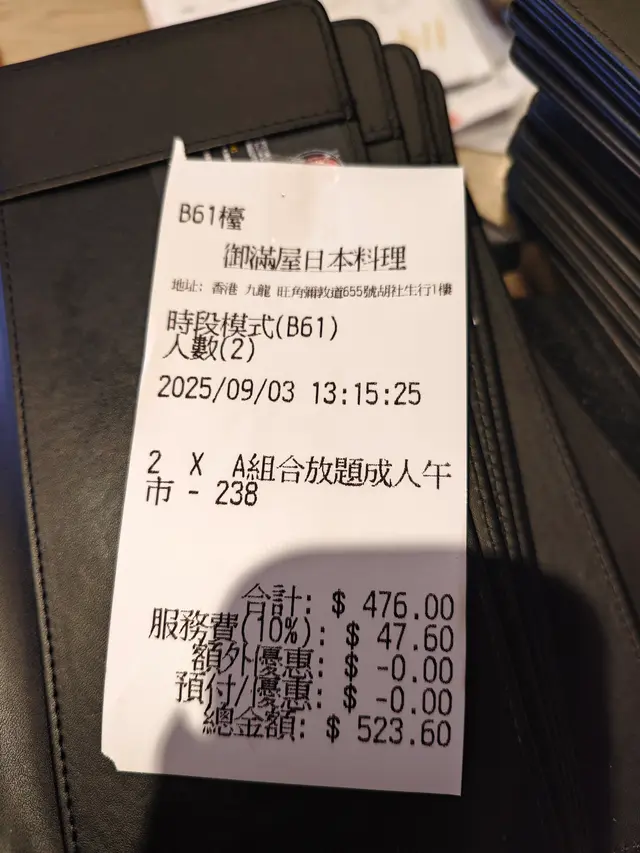 B61檯
御滿屋日本料理
地址: 香港 九龍 旺角彌敦道655號胡社生行1樓
時段模式(B61)
人數(2)
2025/09/03 13:15:25
2 X A組合放題成人午
市 - 238
合計: $ 476.00
服務費(10%): $ 47.60
額外優惠: $ -0.00
預付/優惠: $ -0.00
總金額: $ 523.60